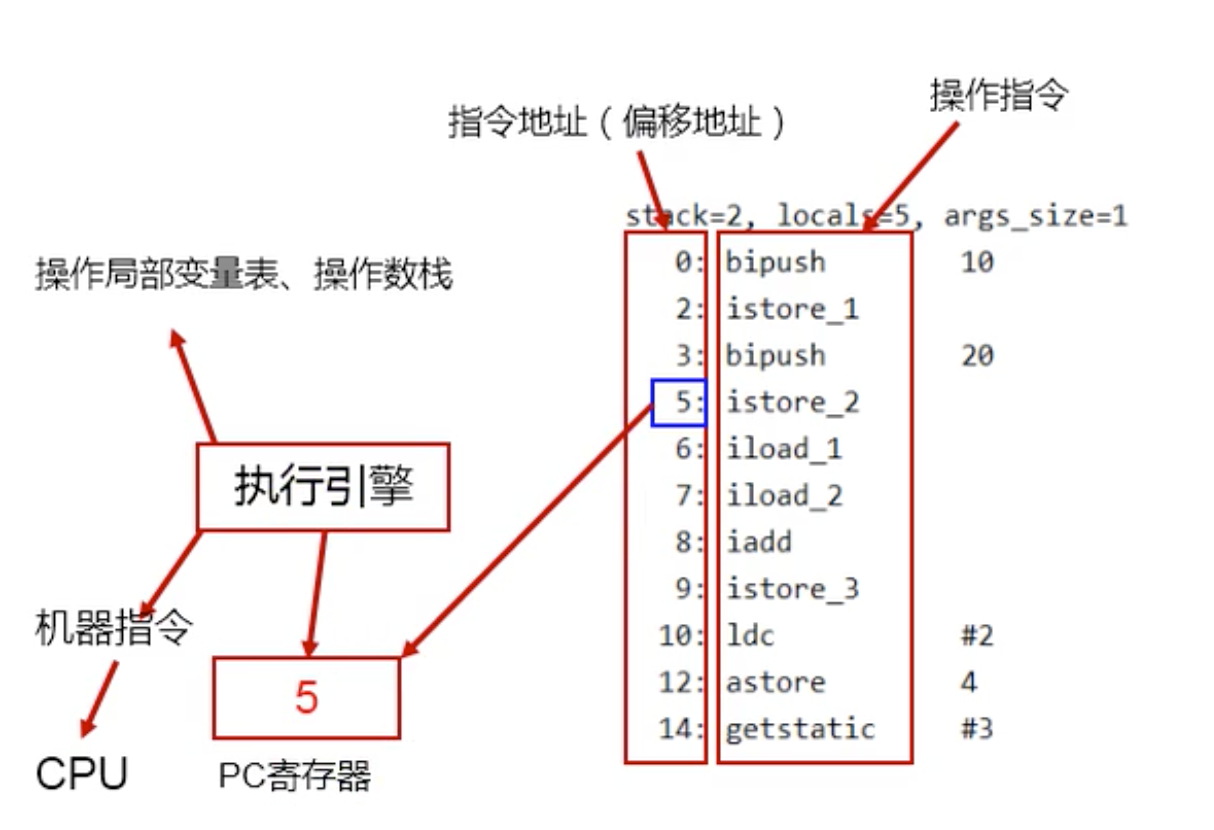 操作指令
指令地址（偏移地址）
stack=2, locals=5, args_size=1
0: bipush 10
2: istore_1
3: bipush 20
5: istore_2
6: iload_1
7: iload_2
8: iadd
9: istore_3
10: ldc #2
12: astore 4
14: getstatic #3
操作局部变量表、操作数栈
执行引擎
机器指令
CPU
5
PC寄存器